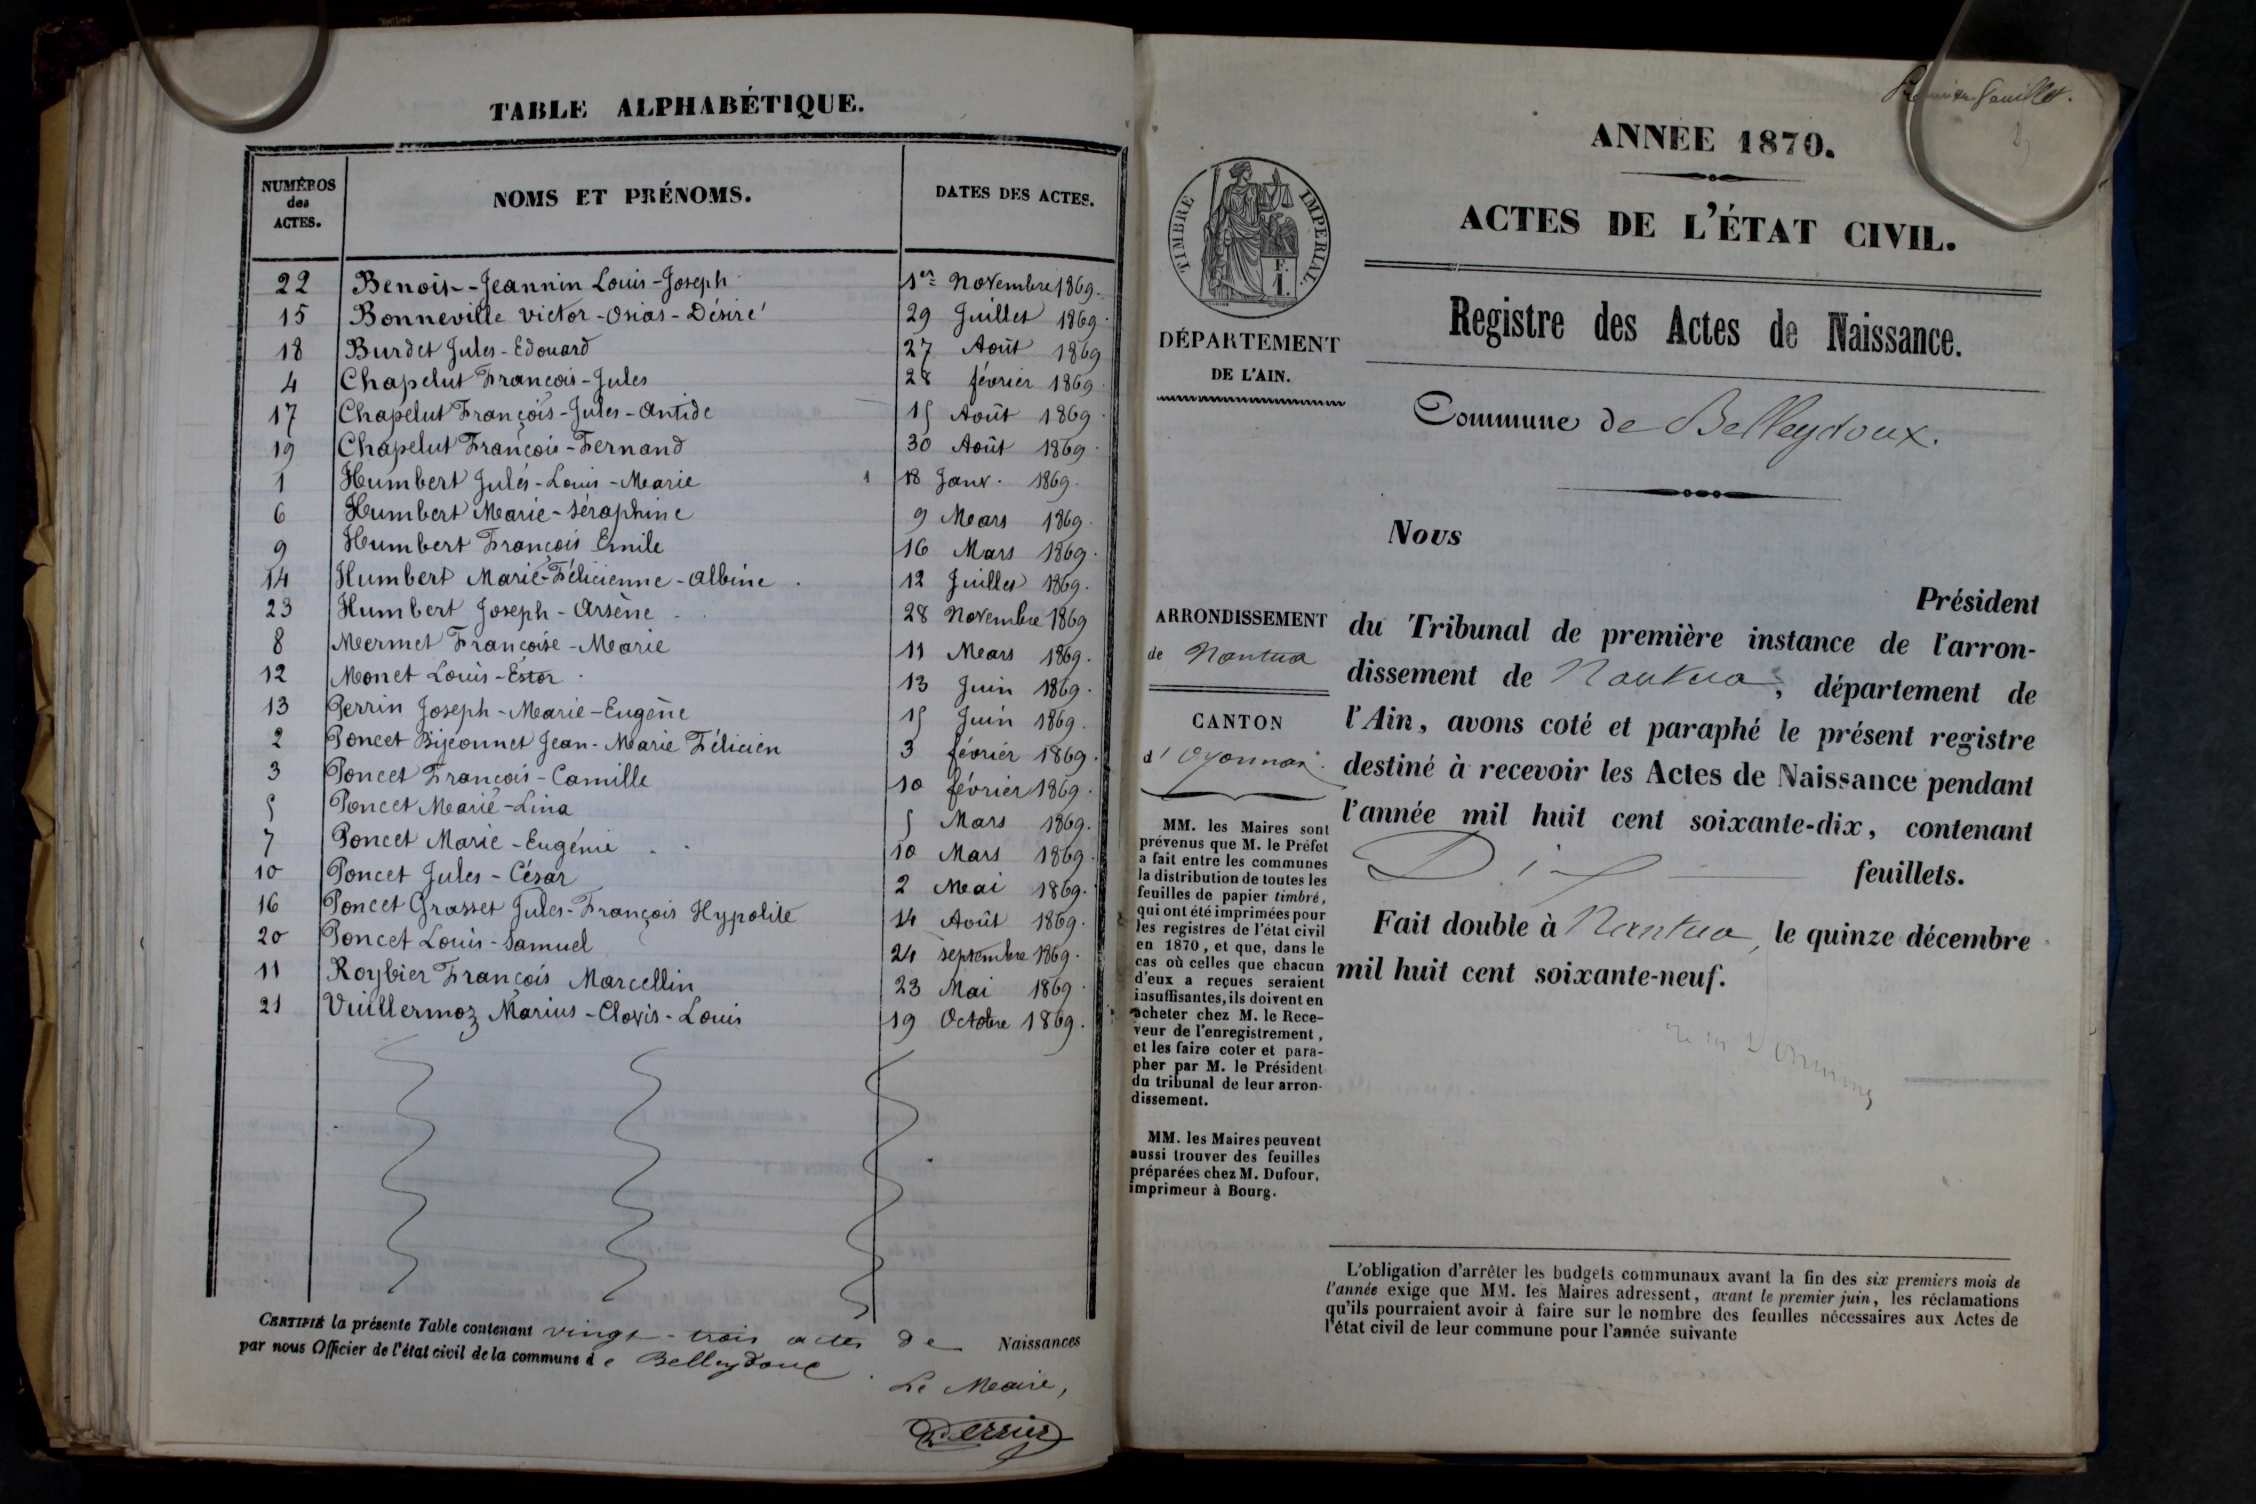 TABLE ALPHABÉTIQUE.
NUMÉROS des ACTES.
NOMS ET PRÉNOMS.
DATES DES ACTES.
22 Benoit-Jeannin Louis-Joseph 1er Novembre 1869.
15 Bonneville Victor-Osias-Désiré 29 Juillet 1869.
18 Burdet Jules-Edouard 27 Août 1869
4 Chapelut François-Jules 28 février 1869.
17 Chapelut François-Jules-Antide 15 Août 1869.
19 Chapelut François-Fernand 30 Août 1869.
1 Humbert Jules-Louis-Marie 18 Janv. 1869.
6 Humbert Marie-Séraphine 9 Mars 1869.
9 Humbert François Emile 16 Mars 1869.
14 Humbert Marie-Félicienne-Albine 12 Juillet 1869.
23 Humbert Joseph-Arsène 28 Novembre 1869
8 Mermet Françoise-Marie 11 Mars 1869.
12 Monet Louis-Estor 13 Juin 1869.
13 Perrin Joseph-Marie-Eugène 15 Juin 1869.
2 Poncet Bijeonnet Jean-Marie Félicien 3 février 1869.
3 Poncet François-Camille 10 février 1869.
5 Poncet Marie-Lina 5 Mars 1869.
7 Poncet Marie-Eugénie 10 Mars 1869.
10 Poncet Jules-César 2 Mai 1869.
16 Poncet Grosset Jules-François Hypolite 14 Août 1869.
20 Poncet Louis-Samuel 24 septembre 1869.
11 Roybier François Marcellin 23 Mai 1869.
21 Vuillermoz Marius-Clovis-Louis 19 Octobre 1869.
CERTIFIÉ la présente Table contenant vingt-trois actes de Naissances
par nous Officier de l'état civil de la commune de Belleydoux.
Le Maire,
Premier feuillet.
ANNÉE 1870.
ACTES DE L'ÉTAT CIVIL.
TIMBRE IMPERIAL.
F.
1.
Registre des Actes de Naissance.
DÉPARTEMENT
DE L'AIN.
Commune de Belleydoux.
Nous
Président
ARRONDISSEMENT
de Nantua
CANTON
d'Oyonnax.
du Tribunal de première instance de l'arron-
dissement de Nantua, département de
l'Ain, avons coté et paraphé le présent registre
destiné à recevoir les Actes de Naissance pendant
l'année mil huit cent soixante-dix, contenant
Dix feuillets.
Fait double à Nantua, le quinze décembre
mil huit cent soixante-neuf.
MM. les Maires sont
prévenus que M. le Préfet
a fait entre les communes
la distribution de toutes les
feuilles de papier timbré,
qui ont été imprimées pour
les registres de l'état civil
en 1870, et que, dans le
cas où celles que chacun
d'eux a reçues seraient
insuffisantes, ils doivent en
acheter chez M. le Rece-
veur de l'enregistrement,
et les faire coter et para-
pher par M. le Président
du tribunal de leur arron-
dissement.
MM. les Maires peuvent
aussi trouver des feuilles
préparées chez M. Dufour,
imprimeur à Bourg.
L'obligation d'arrêter les budgets communaux avant la fin des six premiers mois de
l'année exige que MM. les Maires adressent, avant le premier juin, les réclamations
qu'ils pourraient avoir à faire sur le nombre des feuilles nécessaires aux Actes de
l'état civil de leur commune pour l'année suivante